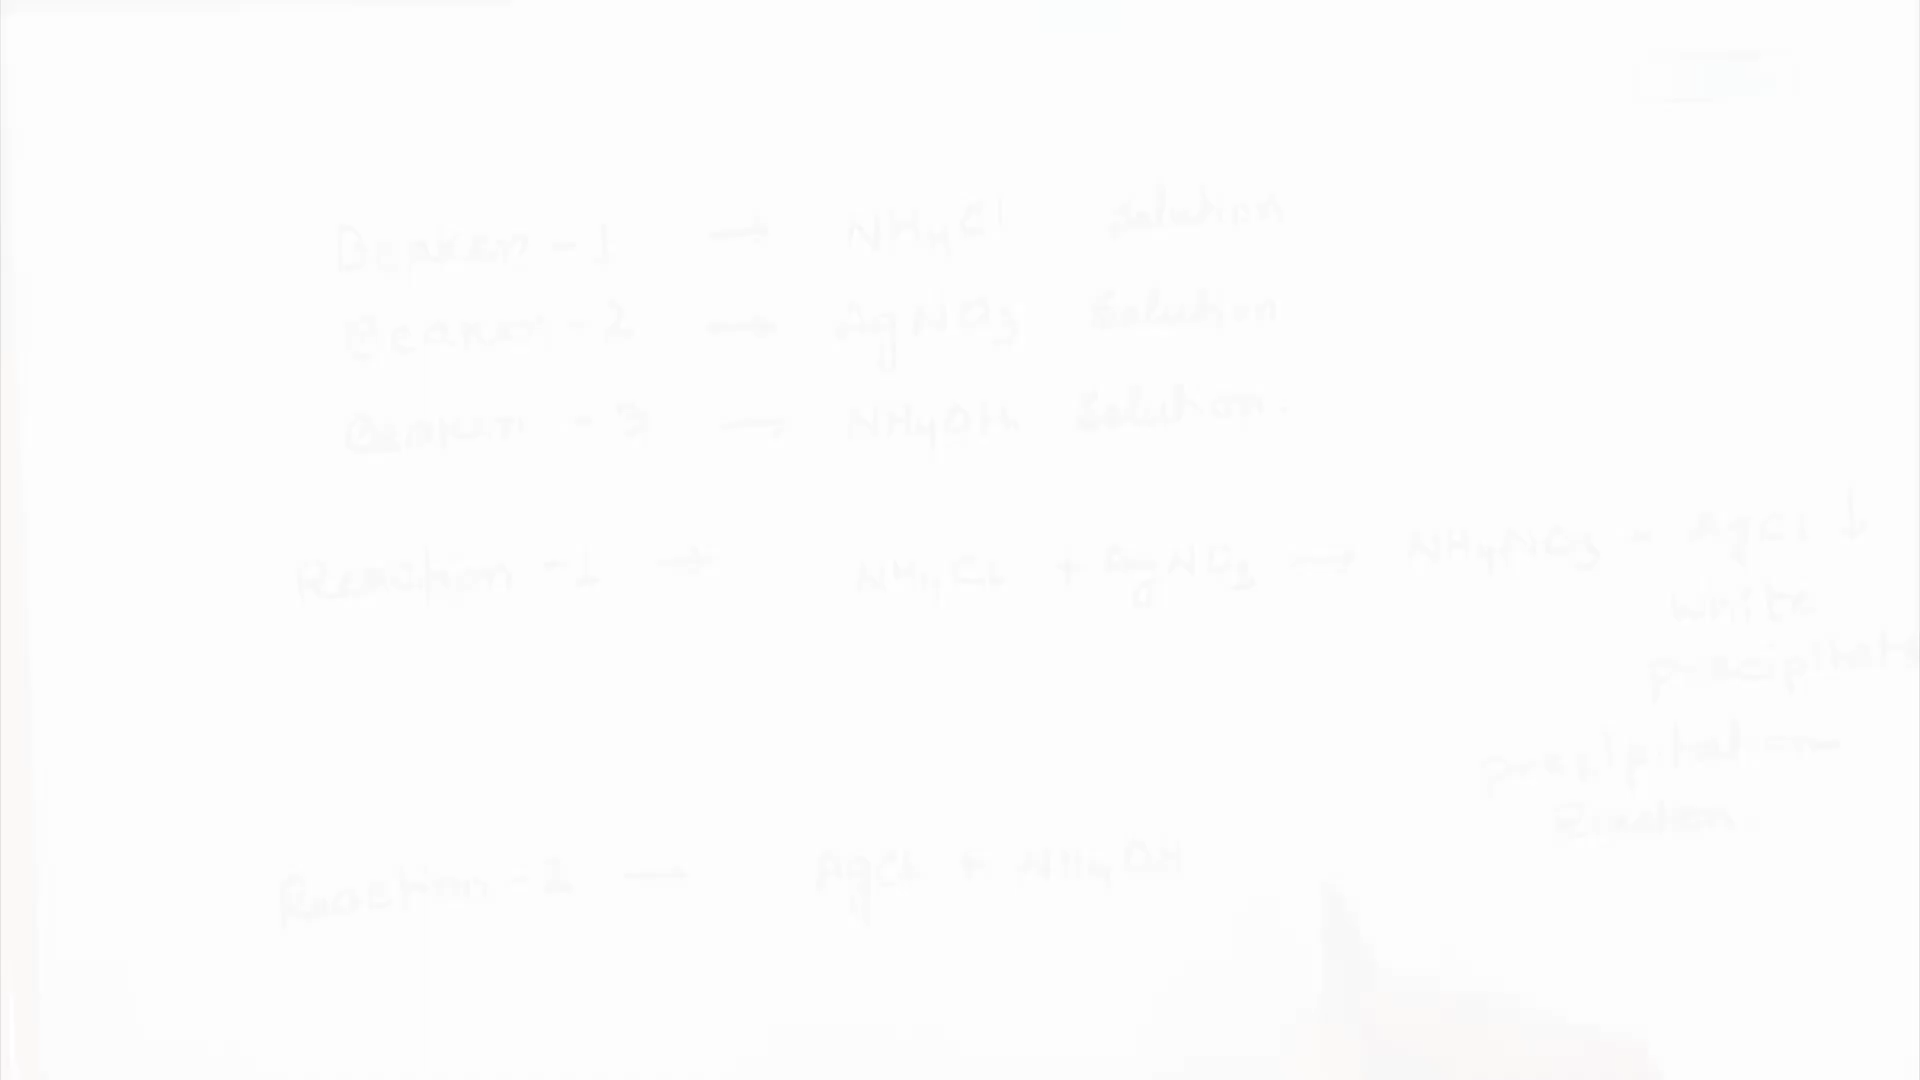 Beaker - 1 → NH4Cl Solution
Beaker - 2 → AgNO3 Solution
Beaker - 3 → NH4OH Solution.
Reaction - 1 → NH4Cl + AgNO3 → NH4NO3 + AgCl ↓
White
precipitate
precipitation
Reaction.
Reaction - 2 → AgCl + NH4OH